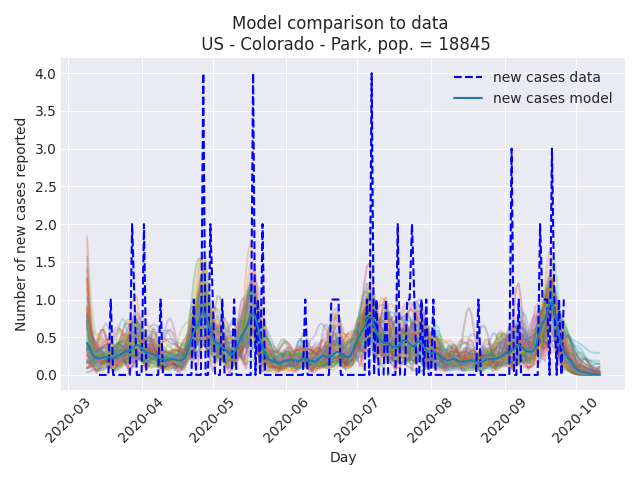 Model comparison to data
US - Colorado - Park, pop. = 18845
new cases data
new cases model
Number of new cases reported
4.0
3.5
3.0
2.5
2.0
1.5
1.0
0.5
0.0
2020-03
2020-04
2020-05
2020-06
2020-07
2020-08
2020-09
2020-10
Day